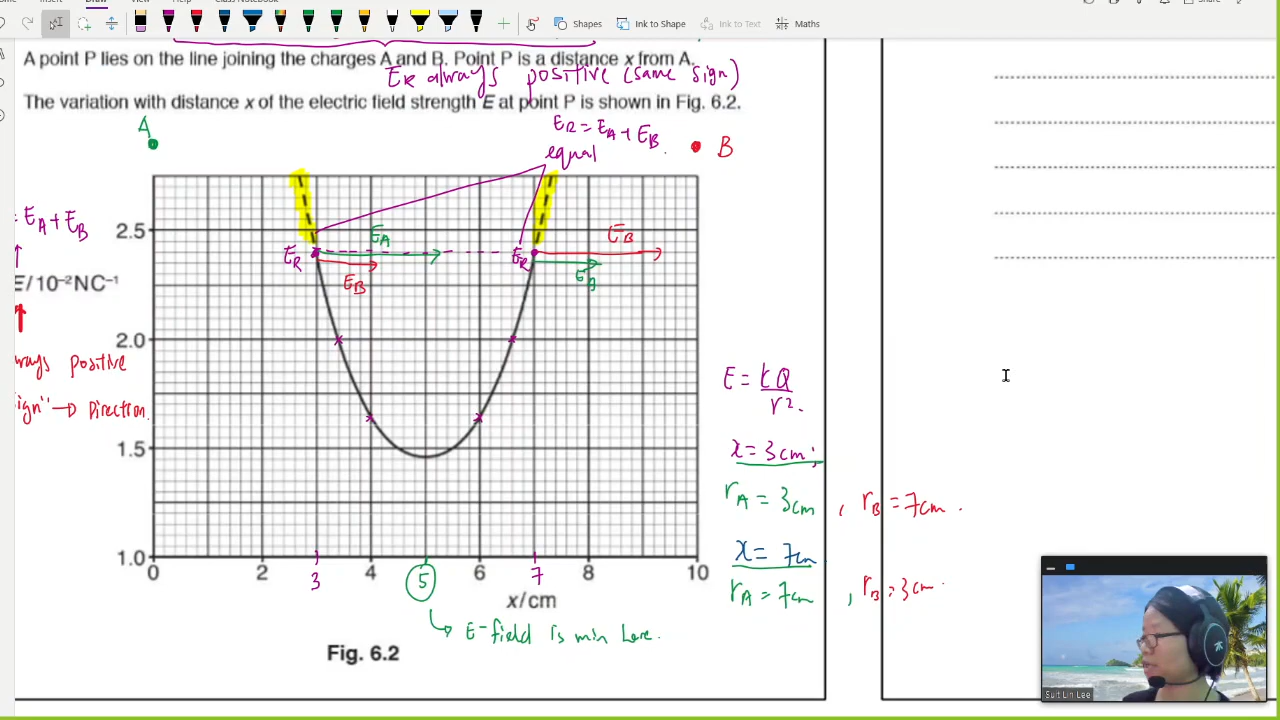 Draw
Class Notebook
Share
Shapes
Ink to Shape
Ink to Text
Maths
A point P lies on the line joining the charges A and B. Point P is a distance x from A.
ER always positive (same sign)
The variation with distance x of the electric field strength E at point P is shown in Fig. 6.2.
A
ER = EA + EB.
equal
B
= EA + EB
2.5
EA
EB
ER
ER
EB
EA
E/10⁻²NC⁻¹
2.0
ways positive
ign" → Direction.
E = kQ/r².
1.5
x = 3cm;
rA = 3cm, rB = 7cm.
x = 7cm
rA = 7cm, rB = 3cm.
1.0
0 2 3 4 5 6 7 8 10
x/cm
↳ E-field is min here.
Fig. 6.2
Suit Lin Lee